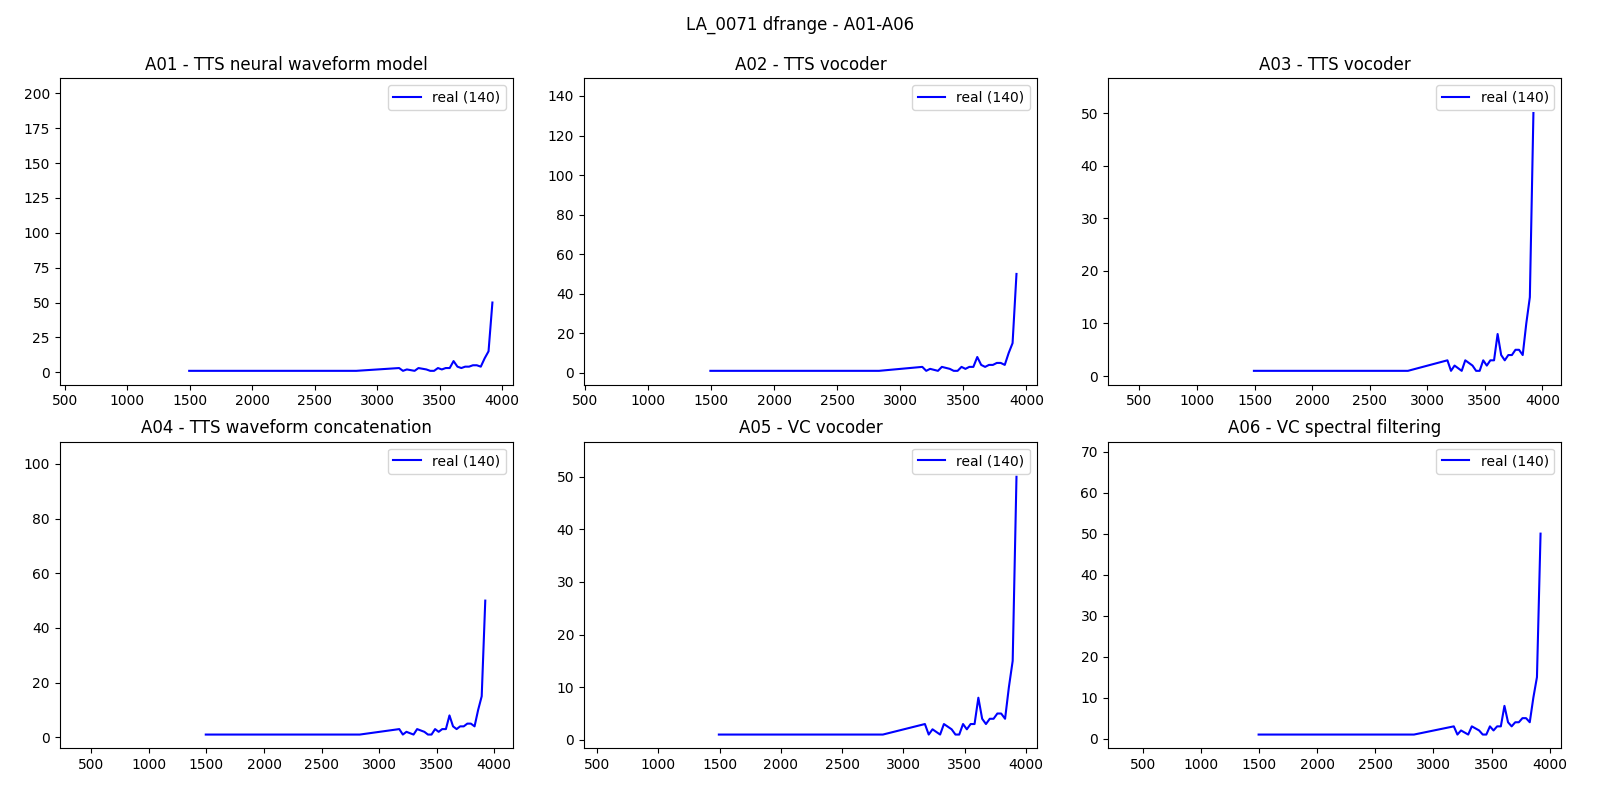 LA_0071 dfrange - A01-A06
A01 - TTS neural waveform model
real (140)
200
175
150
125
100
75
50
25
0
500 1000 1500 2000 2500 3000 3500 4000
A02 - TTS vocoder
real (140)
140
120
100
80
60
40
20
0
500 1000 1500 2000 2500 3000 3500 4000
A03 - TTS vocoder
real (140)
50
40
30
20
10
0
500 1000 1500 2000 2500 3000 3500 4000
A04 - TTS waveform concatenation
real (140)
100
80
60
40
20
0
500 1000 1500 2000 2500 3000 3500 4000
A05 - VC vocoder
real (140)
50
40
30
20
10
0
500 1000 1500 2000 2500 3000 3500 4000
A06 - VC spectral filtering
real (140)
70
60
50
40
30
20
10
0
500 1000 1500 2000 2500 3000 3500 4000